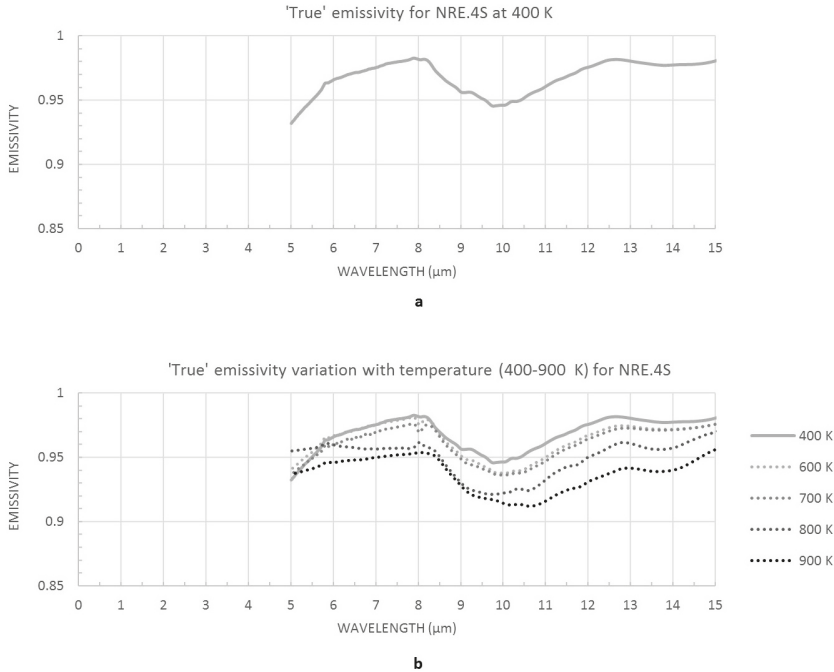 'True' emissivity for NRE.4S at 400 K
1
0.95
0.9
0.85
EMISSIVITY
0 1 2 3 4 5 6 7 8 9 10 11 12 13 14 15
WAVELENGTH (µm)
a
'True' emissivity variation with temperature (400-900 K) for NRE.4S
1
0.95
0.9
0.85
EMISSIVITY
0 1 2 3 4 5 6 7 8 9 10 11 12 13 14 15
WAVELENGTH (µm)
400 K
600 K
700 K
800 K
900 K
b